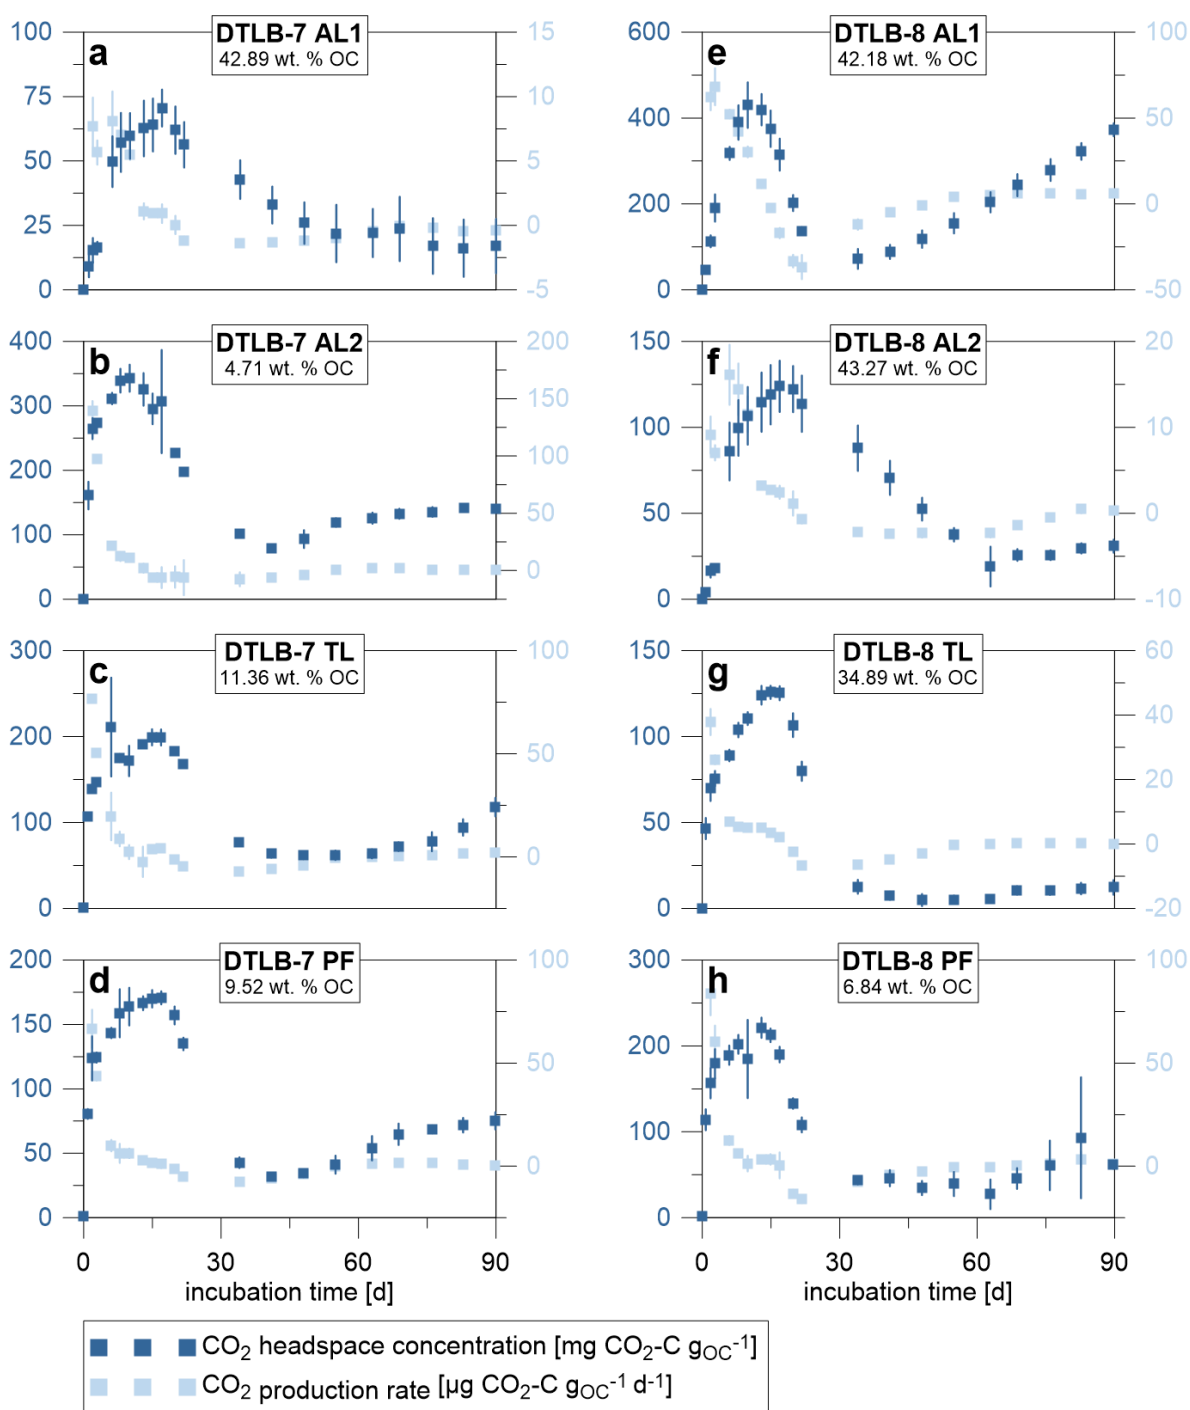 a
DTLB-7 AL1
42.89 wt. % OC
100
75
50
25
0
15
10
5
0
-5
e
DTLB-8 AL1
42.18 wt. % OC
600
400
200
0
100
50
0
-50
b
DTLB-7 AL2
4.71 wt. % OC
400
300
200
100
0
200
150
100
50
0
f
DTLB-8 AL2
43.27 wt. % OC
150
100
50
0
20
10
0
-10
c
DTLB-7 TL
11.36 wt. % OC
300
200
100
0
100
50
0
g
DTLB-8 TL
34.89 wt. % OC
150
100
50
0
60
40
20
0
-20
d
DTLB-7 PF
9.52 wt. % OC
200
150
100
50
0
100
50
0
0 30 60 90
incubation time [d]
h
DTLB-8 PF
6.84 wt. % OC
300
200
100
0
100
50
0
0 30 60 90
incubation time [d]
CO₂ headspace concentration [mg CO₂-C g_OC⁻¹]
CO₂ production rate [µg CO₂-C g_OC⁻¹ d⁻¹]